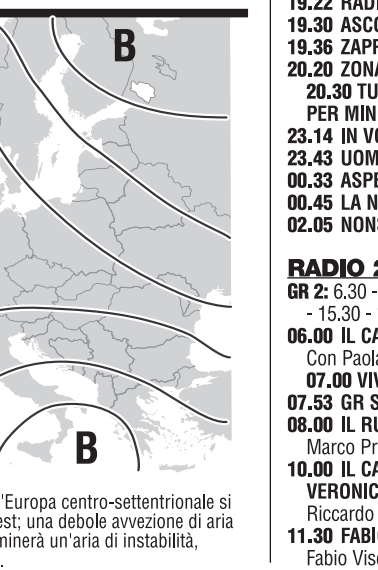 B
B
l'Europa centro-settentrionale si
est; una debole avvezione di aria
minerà un'aria di instabilità,
19.22 RADI
19.30 ASCO
19.36 ZAPP
20.20 ZONA
20.30 TU
PER MIN
23.14 IN VO
23.43 UOM
00.33 ASPE
00.45 LA N
02.05 NON
RADIO 2
GR 2: 6.30 -
- 15.30 -
06.00 IL CA
Con Paola
07.00 VIV
07.53 GR S
08.00 IL RU
Marco Pr
10.00 IL CA
VERONIC
Riccardo
11.30 FABIO
Fabio Viso